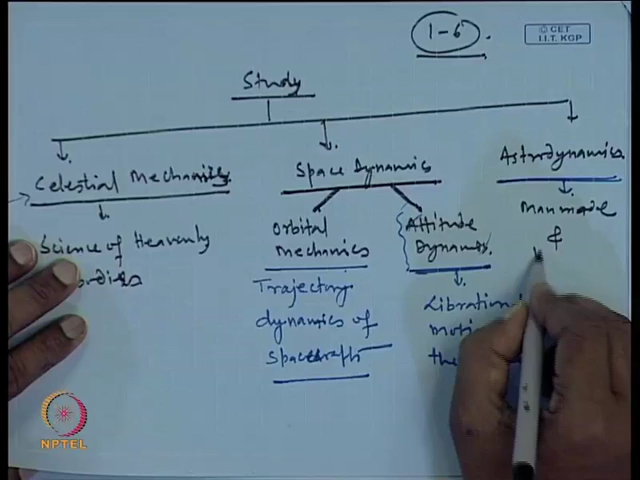 1-6.
© CET
I.I.T. KGP
Study
Celestial Mechanics
Space Dynamics
Astrodynamics.
Science of Heavenly
bodies
Orbital
Mechanics
Trajectory
dynamics of
spacecraft
Attitude
Dynamics.
Libration
moti
the
Manmade
&
NPTEL